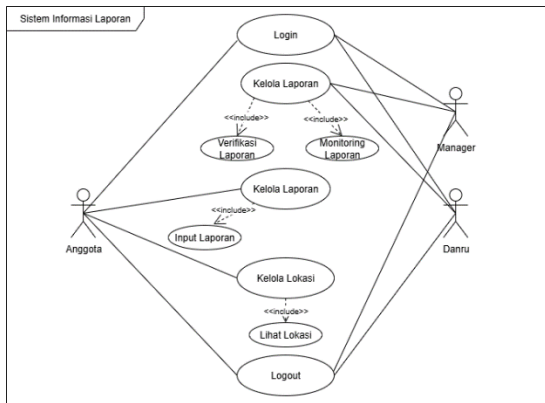 Sistem Informasi Laporan
Login
Kelola Laporan
<<include>>
<<include>>
Verifikasi
Laporan
Monitoring
Laporan
Manager
Kelola Laporan
<<include>>
Input Laporan
Anggota
Danru
Kelola Lokasi
<<include>>
Lihat Lokasi
Logout